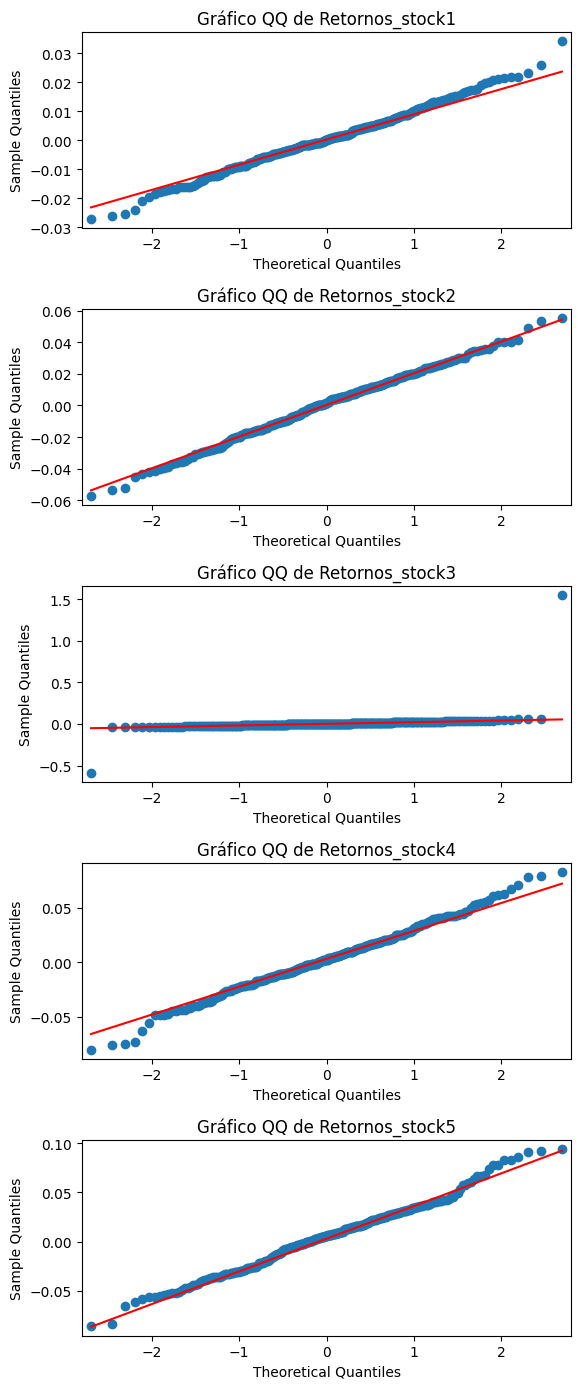 Gráfico QQ de Retornos_stock1
0.03
0.02
0.01
0.00
−0.01
−0.02
−0.03
Sample Quantiles
−2 −1 0 1 2
Theoretical Quantiles
Gráfico QQ de Retornos_stock2
0.06
0.04
0.02
0.00
−0.02
−0.04
−0.06
Sample Quantiles
−2 −1 0 1 2
Theoretical Quantiles
Gráfico QQ de Retornos_stock3
1.5
1.0
0.5
0.0
−0.5
Sample Quantiles
−2 −1 0 1 2
Theoretical Quantiles
Gráfico QQ de Retornos_stock4
0.05
0.00
−0.05
Sample Quantiles
−2 −1 0 1 2
Theoretical Quantiles
Gráfico QQ de Retornos_stock5
0.10
0.05
0.00
−0.05
Sample Quantiles
−2 −1 0 1 2
Theoretical Quantiles